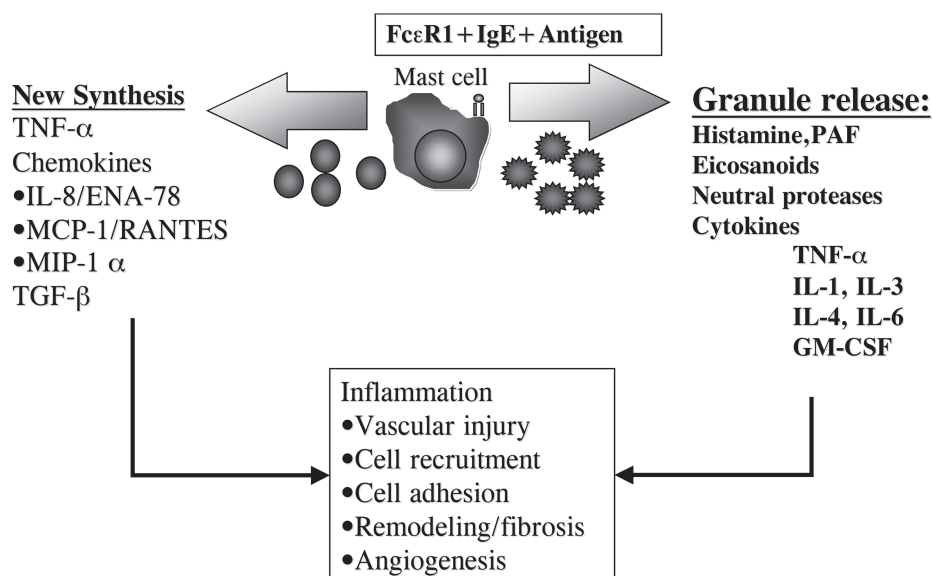 FcεR1+IgE+Antigen
Mast cell
New Synthesis
TNF-α
Chemokines
•IL-8/ENA-78
•MCP-1/RANTES
•MIP-1 α
TGF-β
Granule release:
Histamine,PAF
Eicosanoids
Neutral proteases
Cytokines
TNF-α
IL-1, IL-3
IL-4, IL-6
GM-CSF
Inflammation
•Vascular injury
•Cell recruitment
•Cell adhesion
•Remodeling/fibrosis
•Angiogenesis